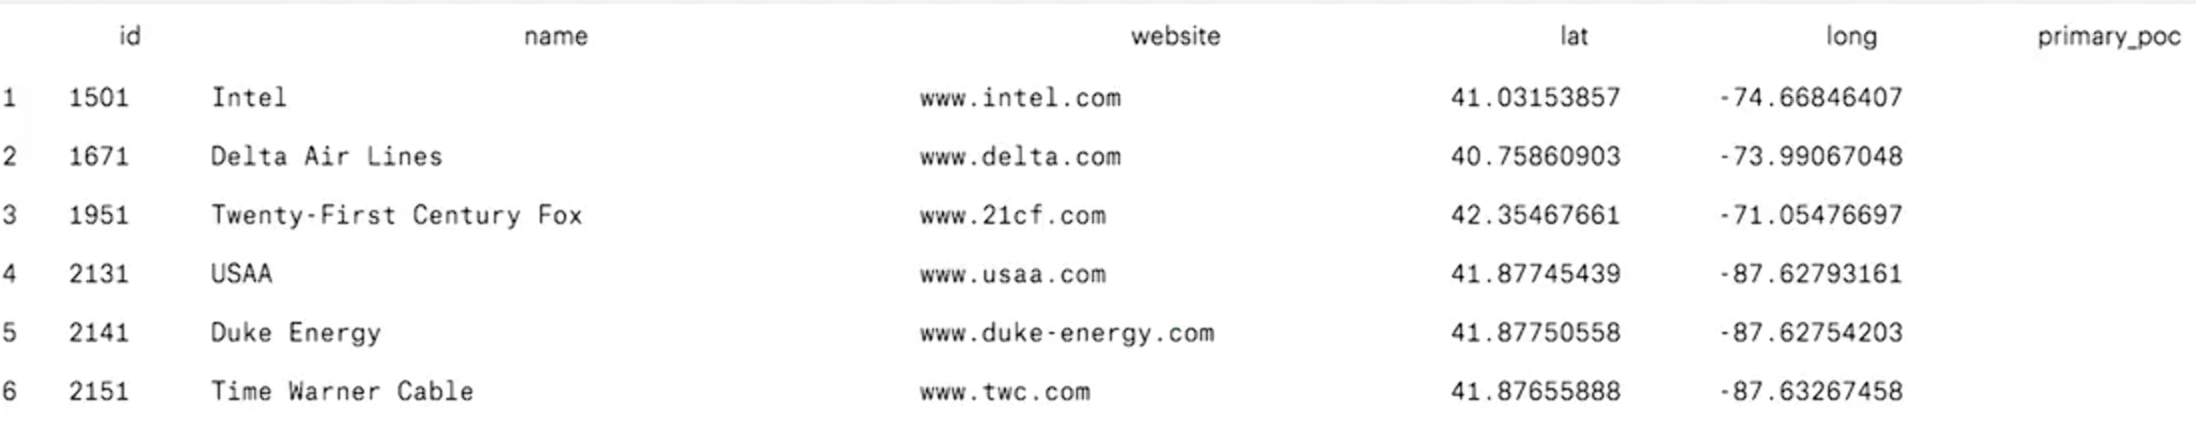 id name website lat long primary_poc
1 1501 Intel www.intel.com 41.03153857 -74.66846407
2 1671 Delta Air Lines www.delta.com 40.75860903 -73.99067048
3 1951 Twenty-First Century Fox www.21cf.com 42.35467661 -71.05476697
4 2131 USAA www.usaa.com 41.87745439 -87.62793161
5 2141 Duke Energy www.duke-energy.com 41.87750558 -87.62754203
6 2151 Time Warner Cable www.twc.com 41.87655888 -87.63267458